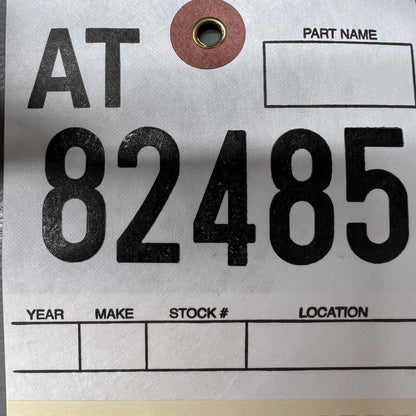 AT
PART NAME
82485
YEAR MAKE STOCK # LOCATION